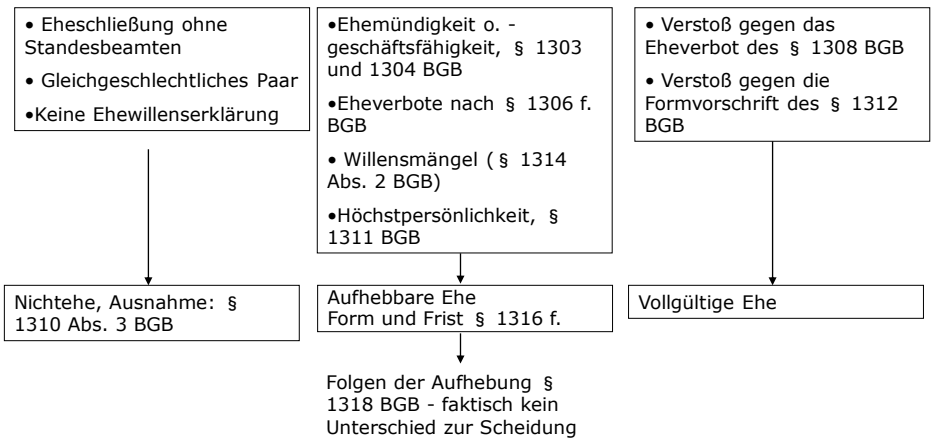 • Eheschließung ohne
Standesbeamten
• Gleichgeschlechtliches Paar
•Keine Ehewillenserklärung
•Ehemündigkeit o. -
geschäftsfähigkeit, § 1303
und 1304 BGB
•Eheverbote nach § 1306 f.
BGB
• Willensmängel ( § 1314
Abs. 2 BGB)
•Höchstpersönlichkeit, §
1311 BGB
• Verstoß gegen das
Eheverbot des § 1308 BGB
• Verstoß gegen die
Formvorschrift des § 1312
BGB
Nichtehe, Ausnahme: §
1310 Abs. 3 BGB
Aufhebbare Ehe
Form und Frist § 1316 f.
Vollgültige Ehe
Folgen der Aufhebung §
1318 BGB - faktisch kein
Unterschied zur Scheidung